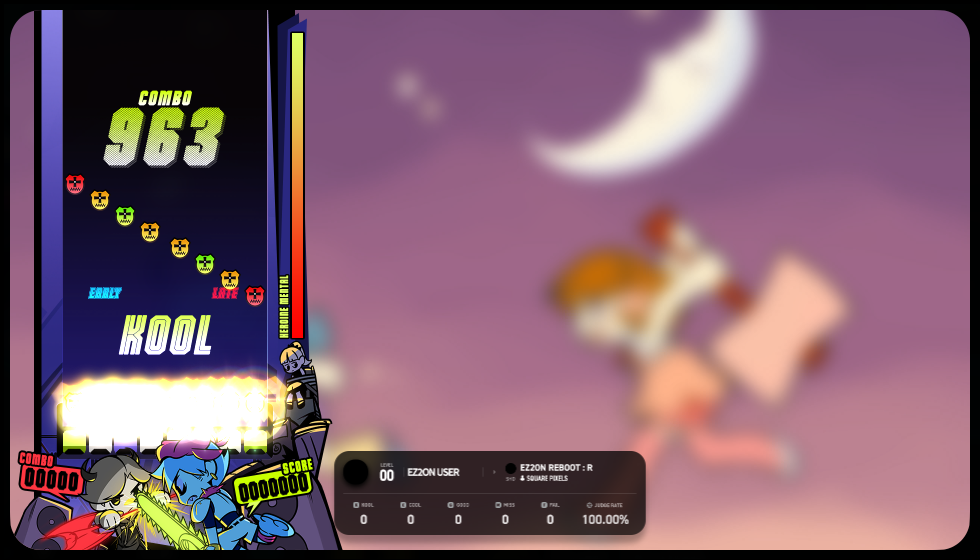 COMBO
963
EARLY LATE
KOOL
HEROINE MENTAL
COMBO
00000
SCORE
0000000
LEVEL
00
EZ2ON USER
EZ2ON REBOOT : R
SQUARE PIXELS
KOOL COOL GOOD MISS FAIL JUDGE RATE
0 0 0 0 0 100.00%